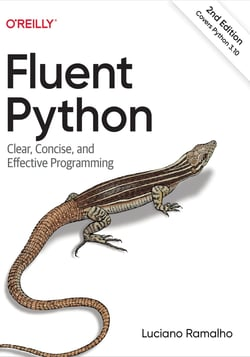 O'REILLY®
2nd Edition
Covers Python 3.10
Fluent
Python
Clear, Concise, and
Effective Programming
Luciano Ramalho